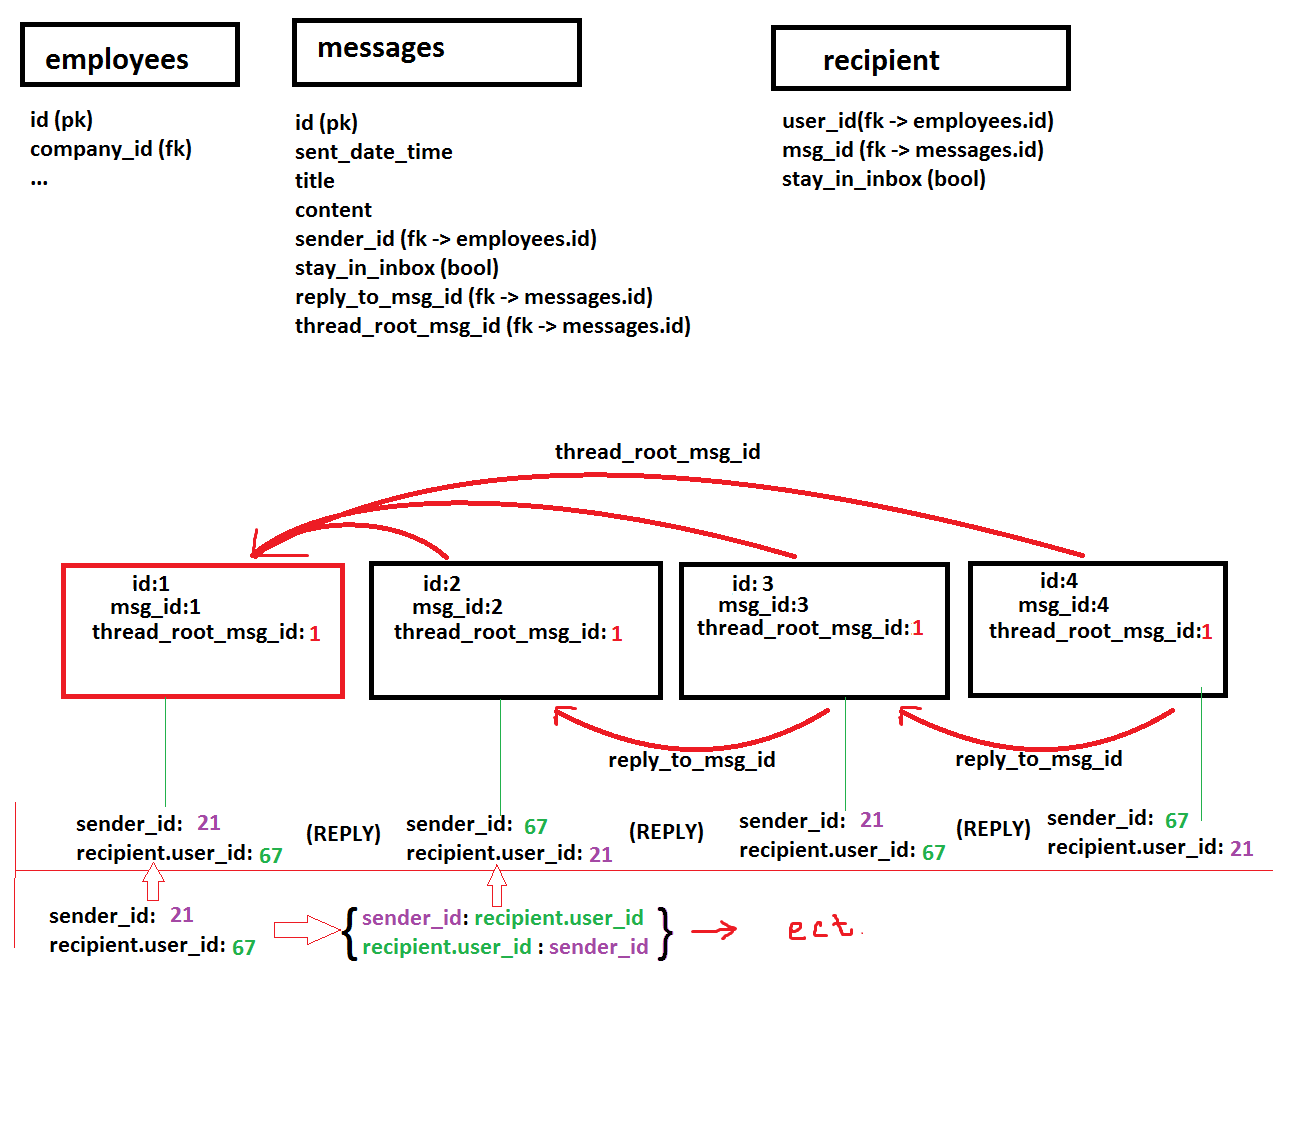 employees
messages
recipient
id (pk)
company_id (fk)
...
id (pk)
sent_date_time
title
content
sender_id (fk -> employees.id)
stay_in_inbox (bool)
reply_to_msg_id (fk -> messages.id)
thread_root_msg_id (fk -> messages.id)
user_id(fk -> employees.id)
msg_id (fk -> messages.id)
stay_in_inbox (bool)
thread_root_msg_id
id:1
msg_id:1
thread_root_msg_id: 1
id:2
msg_id:2
thread_root_msg_id: 1
id: 3
msg_id:3
thread_root_msg_id:1
id:4
msg_id:4
thread_root_msg_id:1
reply_to_msg_id
reply_to_msg_id
sender_id: 21
recipient.user_id: 67
(REPLY)
sender_id: 67
recipient.user_id: 21
(REPLY)
sender_id: 21
recipient.user_id: 67
(REPLY)
sender_id: 67
recipient.user_id: 21
sender_id: 21
recipient.user_id: 67
{ sender_id: recipient.user_id
recipient.user_id : sender_id }
ect.